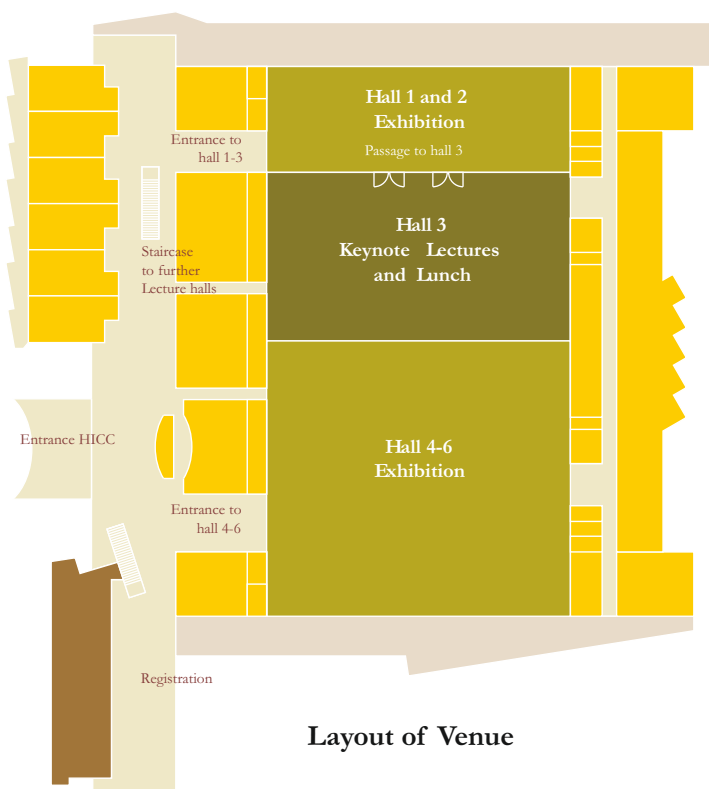 Hall 1 and 2
Exhibition
Entrance to
hall 1-3
Passage to hall 3
Hall 3
Keynote Lectures
and Lunch
Staircase
to further
Lecture halls
Entrance HICC
Hall 4-6
Exhibition
Entrance to
hall 4-6
Registration
Layout of Venue